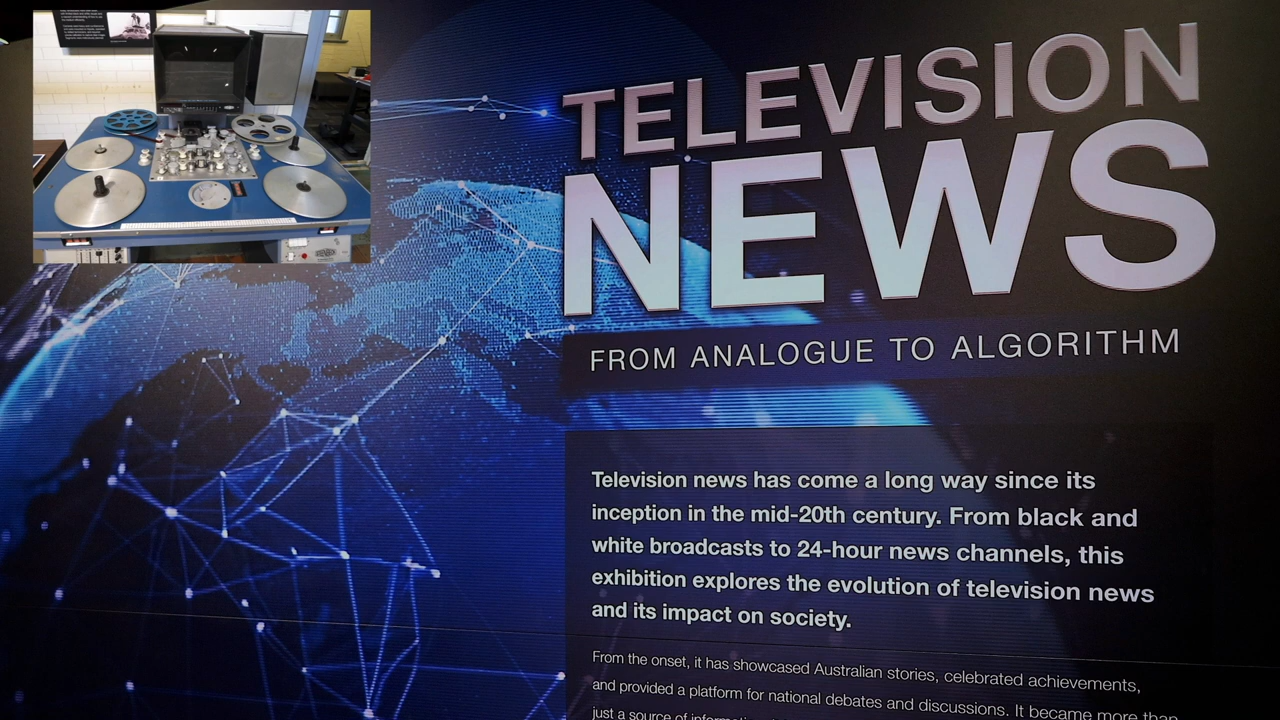 TELEVISION
NEWS
FROM ANALOGUE TO ALGORITHM
Television news has come a long way since its
inception in the mid-20th century. From black and
white broadcasts to 24-hour news channels, this
exhibition explores the evolution of television news
and its impact on society.
From the onset, it has showcased Australian stories, celebrated achievements,
and provided a platform for national debates and discussions. It became more than
just a source of